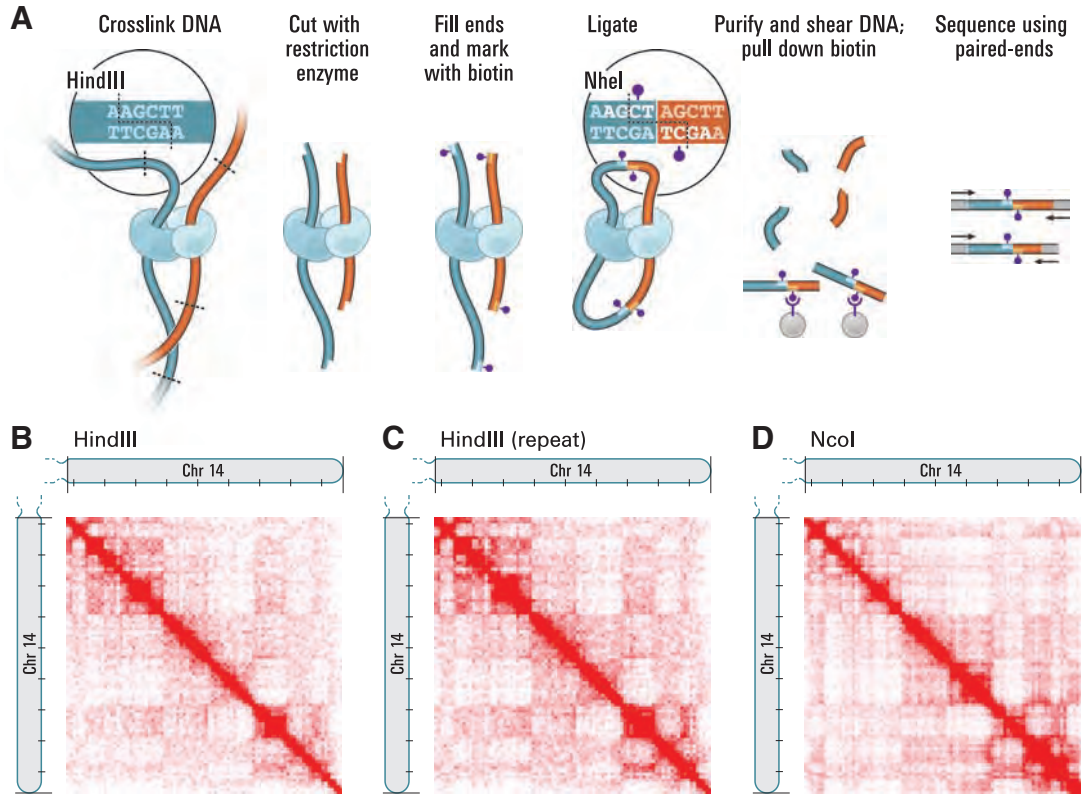 A
Crosslink DNA
Cut with
restriction
enzyme
Fill ends
and mark
with biotin
Ligate
Purify and shear DNA;
pull down biotin
Sequence using
paired-ends
HindIII
AAGCTT
TTCGAA
NheI
AAGCT AGCTT
TTCGA TCGAA
B HindIII
Chr 14
Chr 14
C HindIII (repeat)
Chr 14
Chr 14
D NcoI
Chr 14
Chr 14